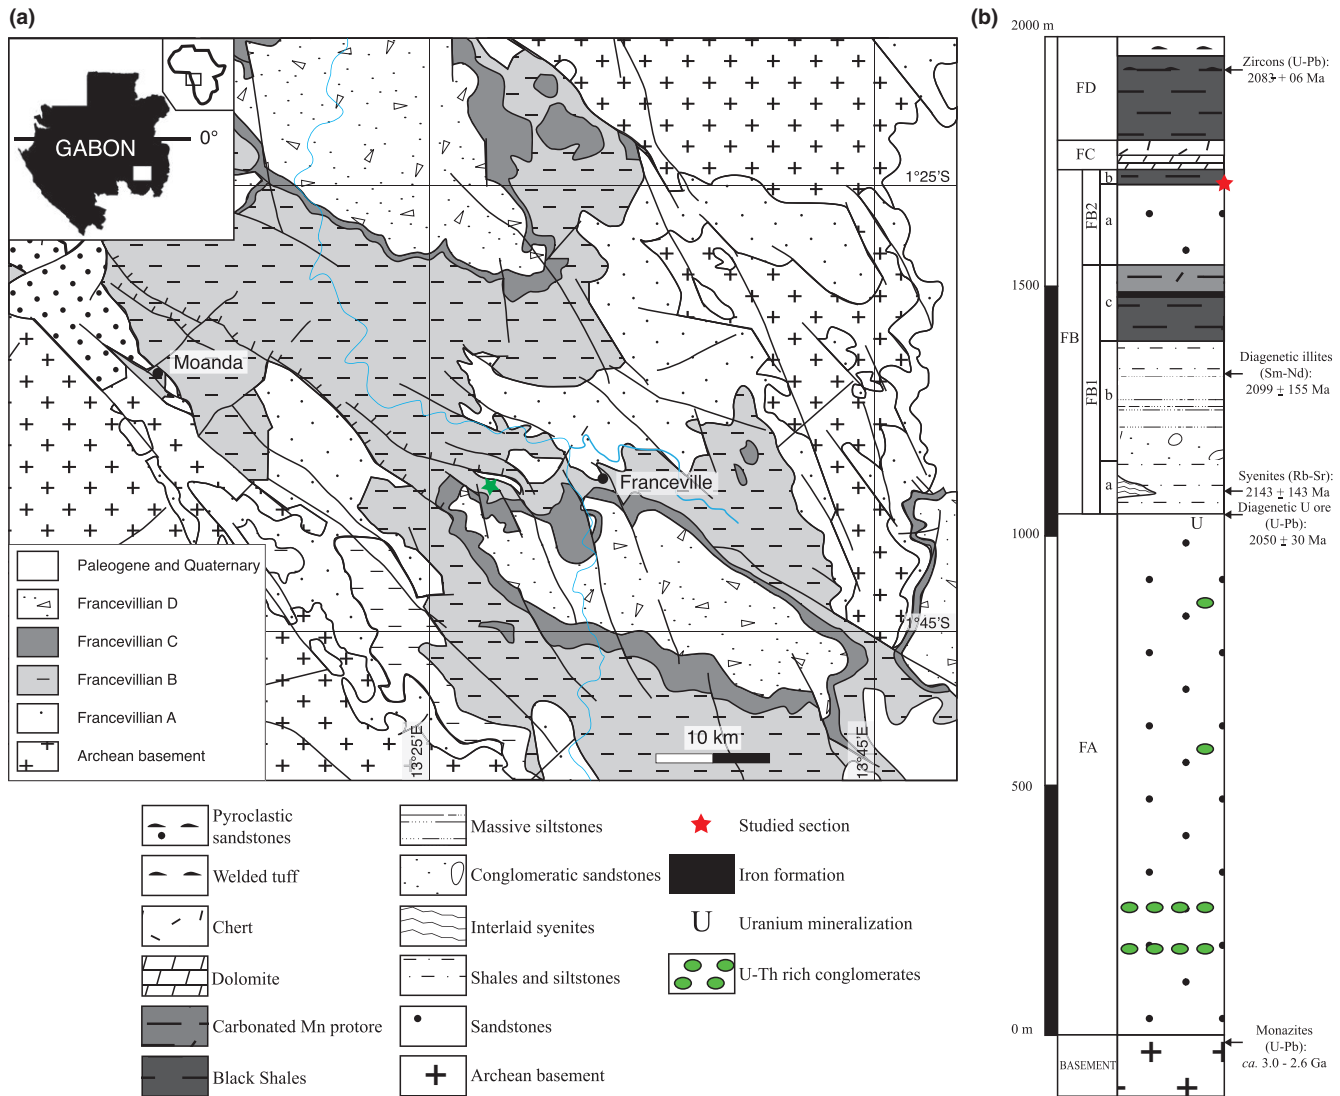 (a)
GABON
0°
1°25'S
Moanda
Franceville
1°45'S
10 km
13°25'E
13°45'E
Paleogene and Quaternary
Francevillian D
Francevillian C
Francevillian B
Francevillian A
Archean basement
Pyroclastic
sandstones
Welded tuff
Chert
Dolomite
Carbonated Mn protore
Black Shales
Massive siltstones
Conglomeratic sandstones
Interlaid syenites
Shales and siltstones
Sandstones
Archean basement
Studied section
Iron formation
U
Uranium mineralization
U-Th rich conglomerates
(b)
2000 m
1500
1000
500
0 m
FD
FC
FB
FB2
b
a
FB1
c
b
a
FA
U
BASEMENT
Zircons (U-Pb):
2083 ± 06 Ma
Diagenetic illites
(Sm-Nd):
2099 ± 155 Ma
Syenites (Rb-Sr):
2143 ± 143 Ma
Diagenetic U ore
(U-Pb):
2050 ± 30 Ma
Monazites
(U-Pb):
ca. 3.0 - 2.6 Ga